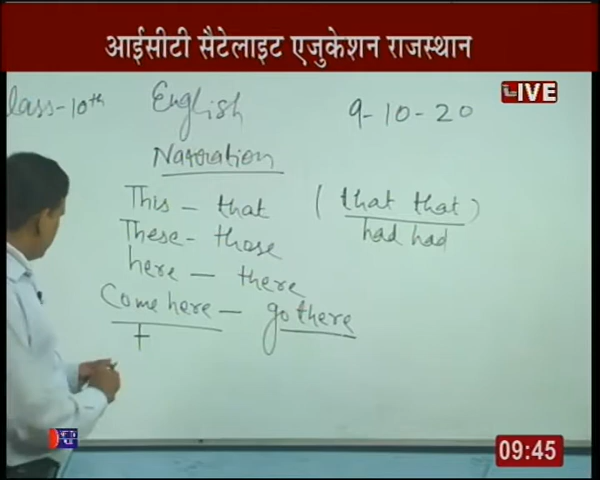 आईसीटी सैटेलाइट एजुकेशन राजस्थान
LIVE
lass-10th English 9-10-20
Narration
This - that (that that)
These - those had had
here - there
Come here - go there
09:45